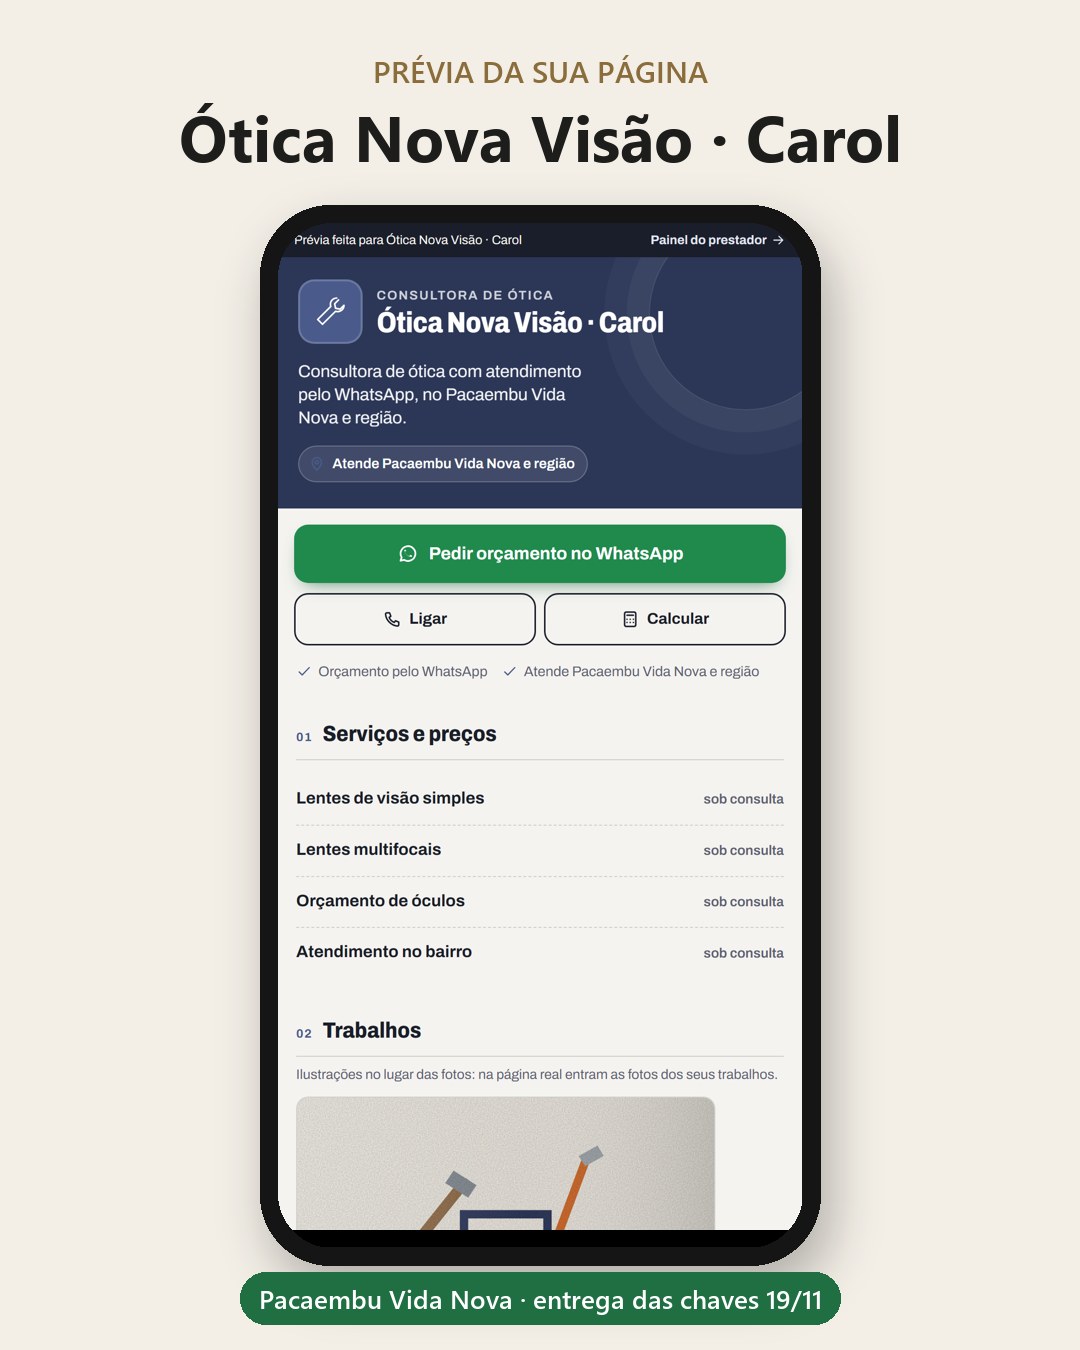 PRÉVIA DA SUA PÁGINA
Ótica Nova Visão · Carol
Prévia feita para Ótica Nova Visão · Carol
Painel do prestador →
CONSULTORA DE ÓTICA
Ótica Nova Visão · Carol
Consultora de ótica com atendimento
pelo WhatsApp, no Pacaembu Vida
Nova e região.
Atende Pacaembu Vida Nova e região
Pedir orçamento no WhatsApp
Ligar
Calcular
Orçamento pelo WhatsApp
Atende Pacaembu Vida Nova e região
01 Serviços e preços
Lentes de visão simples sob consulta
Lentes multifocais sob consulta
Orçamento de óculos sob consulta
Atendimento no bairro sob consulta
02 Trabalhos
Ilustrações no lugar das fotos: na página real entram as fotos dos seus trabalhos.
Pacaembu Vida Nova · entrega das chaves 19/11